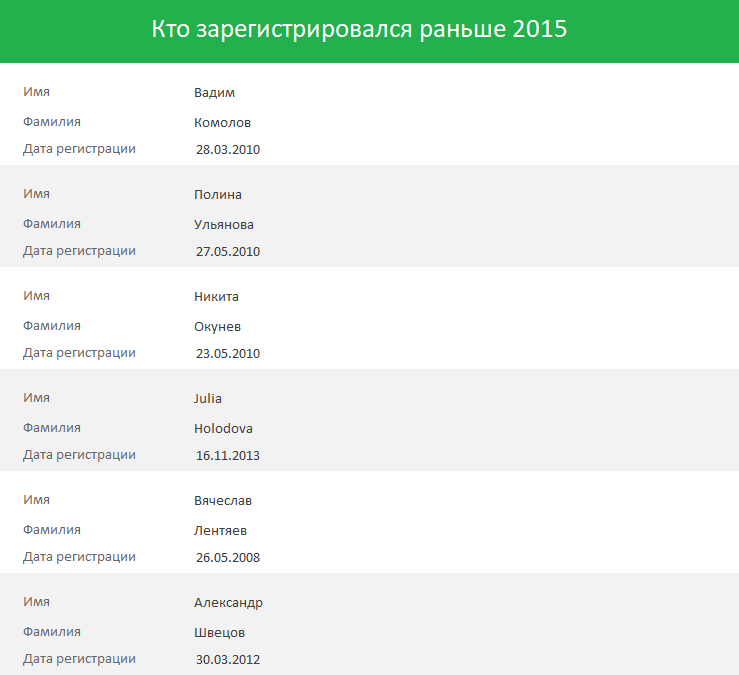 Кто зарегистрировался раньше 2015
Имя Вадим
Фамилия Комолов
Дата регистрации 28.03.2010
Имя Полина
Фамилия Ульянова
Дата регистрации 27.05.2010
Имя Никита
Фамилия Окунев
Дата регистрации 23.05.2010
Имя Julia
Фамилия Holodova
Дата регистрации 16.11.2013
Имя Вячеслав
Фамилия Лентяев
Дата регистрации 26.05.2008
Имя Александр
Фамилия Швецов
Дата регистрации 30.03.2012